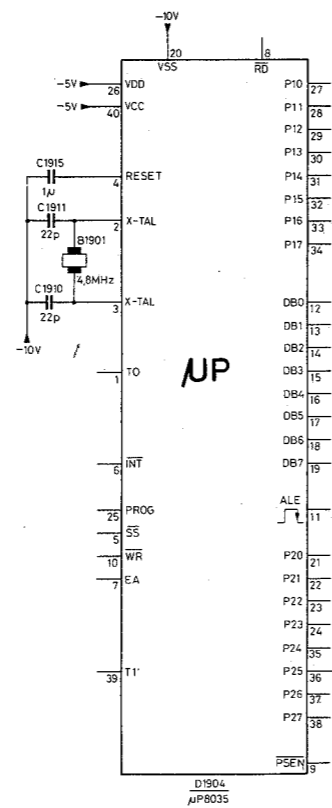 -10V
20
VSS
8
RD
-5V
26
VDD
-5V
40
VCC
C1915
1µ
4
RESET
C1911
22p
2
X-TAL
B1901
4,8MHz
C1910
22p
3
X-TAL
-10V
1
TO
µP
6
INT
25
PROG
5
SS
10
WR
7
EA
39
T1
P10
27
P11
28
P12
29
P13
30
P14
31
P15
32
P16
33
P17
34
DB0
12
DB1
13
DB2
14
DB3
15
DB4
16
DB5
17
DB6
18
DB7
19
ALE
11
P20
21
P21
22
P22
23
P23
24
P24
35
P25
36
P26
37
P27
38
PSEN
9
D1904
µP8035